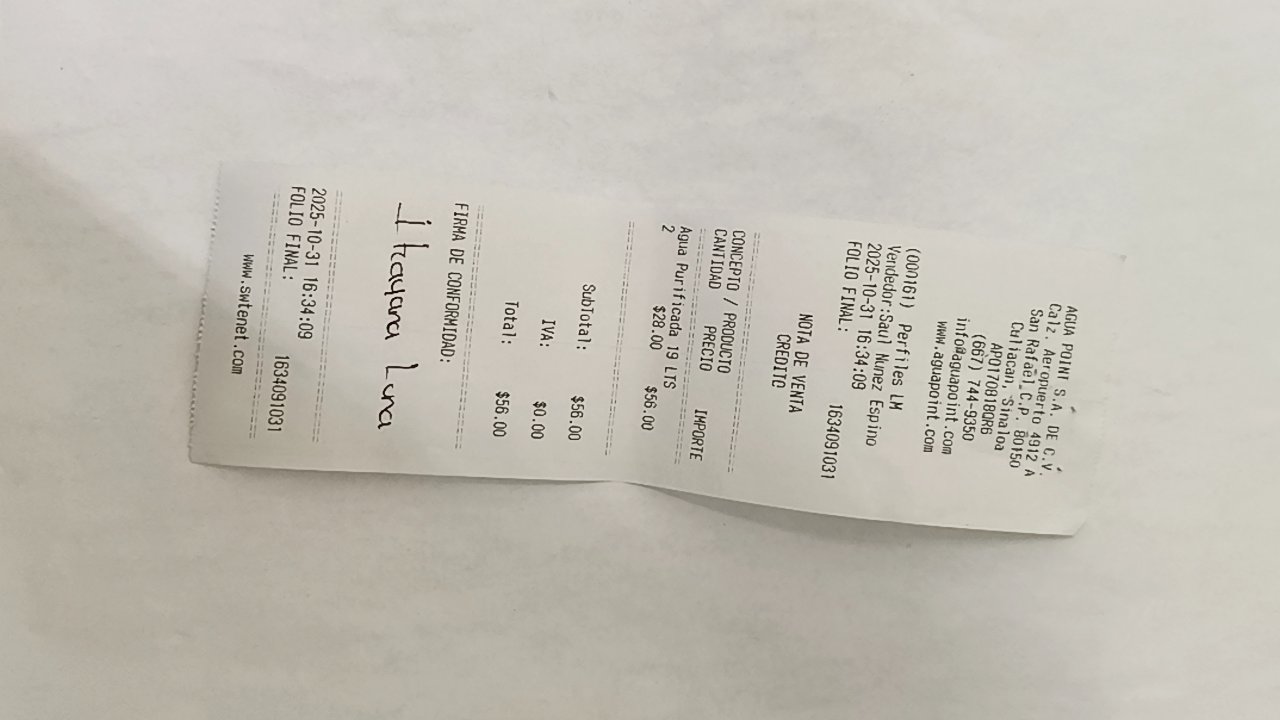 AGUA POINT S.A. DE C.V.
Calz. Aeropuerto 4912 A
San Rafael C.P. 80150
Culiacan, Sinaloa
APO170818QR6
(667) 744-9350
info@aguapoint.com
www.aguapoint.com
(000161) Perfiles LM
Vendedor:Saul Nunez Espino
2025-10-31 16:34:09
FOLIO FINAL: 1634091031
NOTA DE VENTA
CREDITO
CONCEPTO / PRODUCTO
CANTIDAD PRECIO IMPORTE
Agua Purificada 19 LTS
2 $28.00 $56.00
SubTotal: $56.00
IVA: $0.00
Total: $56.00
FIRMA DE CONFORMIDAD:
Luna
2025-10-31 16:34:09
FOLIO FINAL: 1634091031
www.swtenet.com